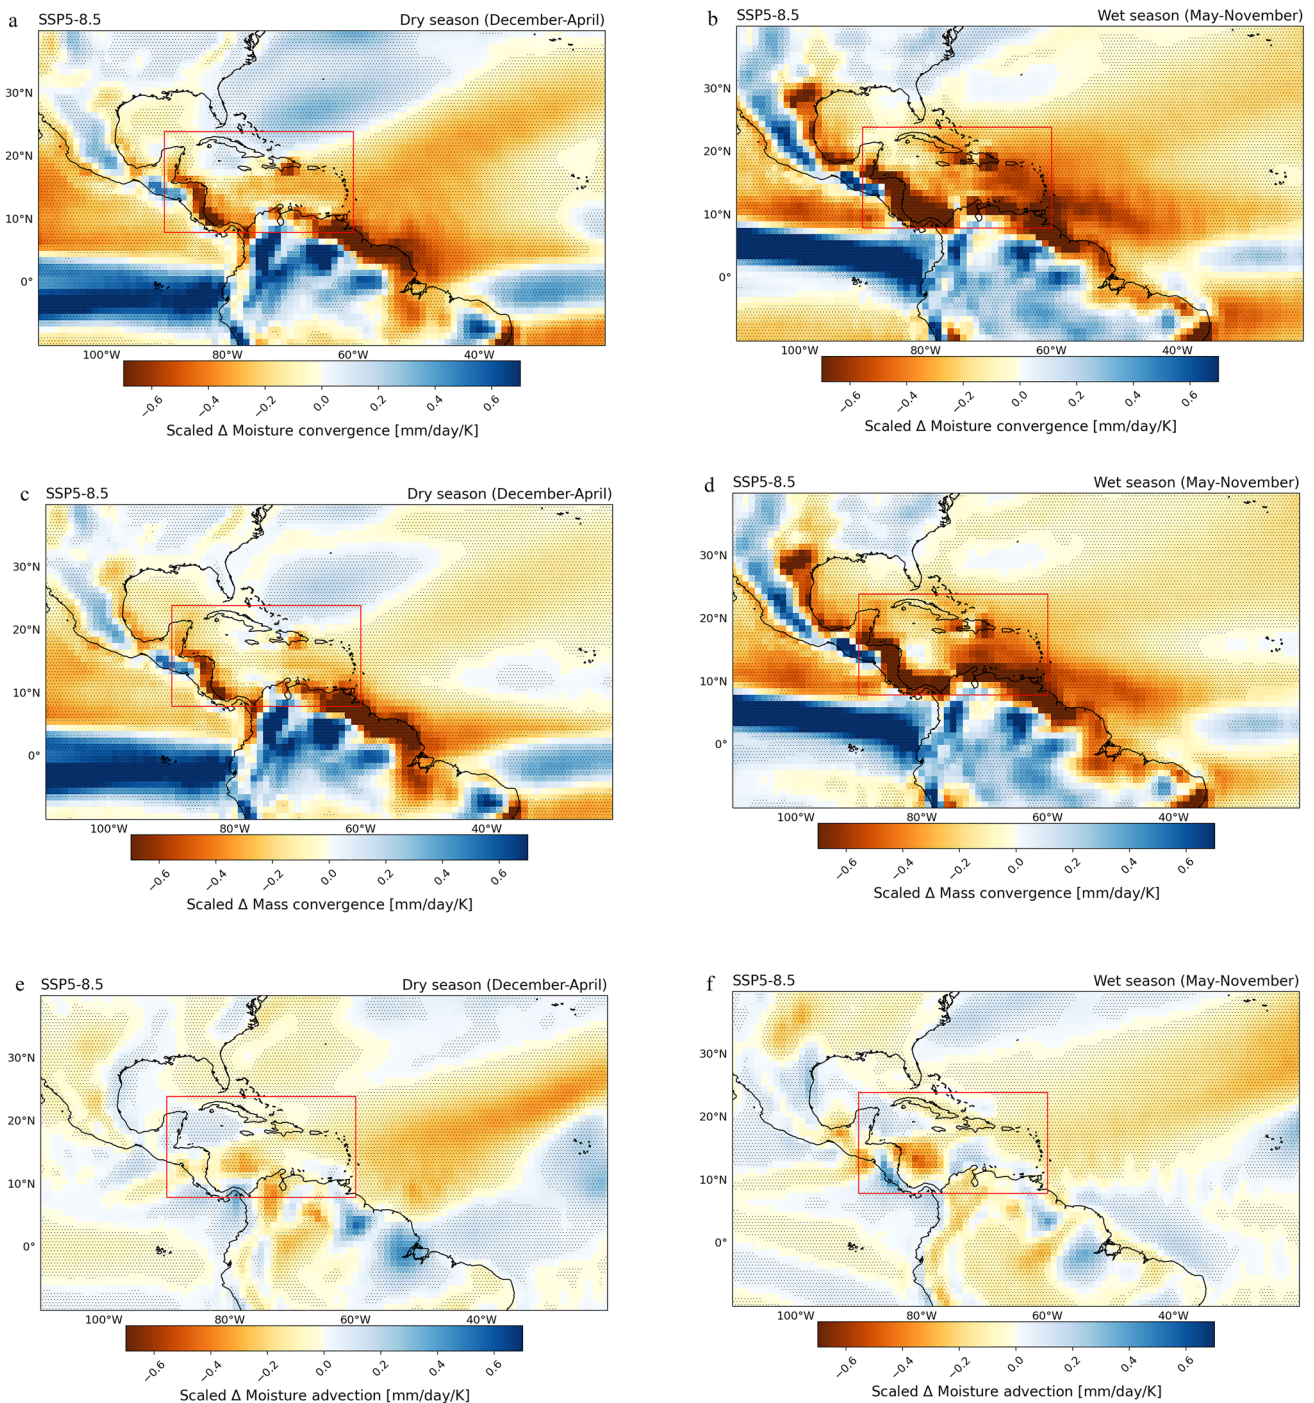 a SSP5-8.5 Dry season (December-April)
30°N
20°N
10°N
0°
100°W 80°W 60°W 40°W
−0.6 −0.4 −0.2 0.0 0.2 0.4 0.6
Scaled Δ Moisture convergence [mm/day/K]
b SSP5-8.5 Wet season (May-November)
30°N
20°N
10°N
0°
100°W 80°W 60°W 40°W
−0.6 −0.4 −0.2 0.0 0.2 0.4 0.6
Scaled Δ Moisture convergence [mm/day/K]
c SSP5-8.5 Dry season (December-April)
30°N
20°N
10°N
0°
100°W 80°W 60°W 40°W
−0.6 −0.4 −0.2 0.0 0.2 0.4 0.6
Scaled Δ Mass convergence [mm/day/K]
d SSP5-8.5 Wet season (May-November)
30°N
20°N
10°N
0°
100°W 80°W 60°W 40°W
−0.6 −0.4 −0.2 0.0 0.2 0.4 0.6
Scaled Δ Mass convergence [mm/day/K]
e SSP5-8.5 Dry season (December-April)
30°N
20°N
10°N
0°
100°W 80°W 60°W 40°W
−0.6 −0.4 −0.2 0.0 0.2 0.4 0.6
Scaled Δ Moisture advection [mm/day/K]
f SSP5-8.5 Wet season (May-November)
30°N
20°N
10°N
0°
100°W 80°W 60°W 40°W
−0.6 −0.4 −0.2 0.0 0.2 0.4 0.6
Scaled Δ Moisture advection [mm/day/K]